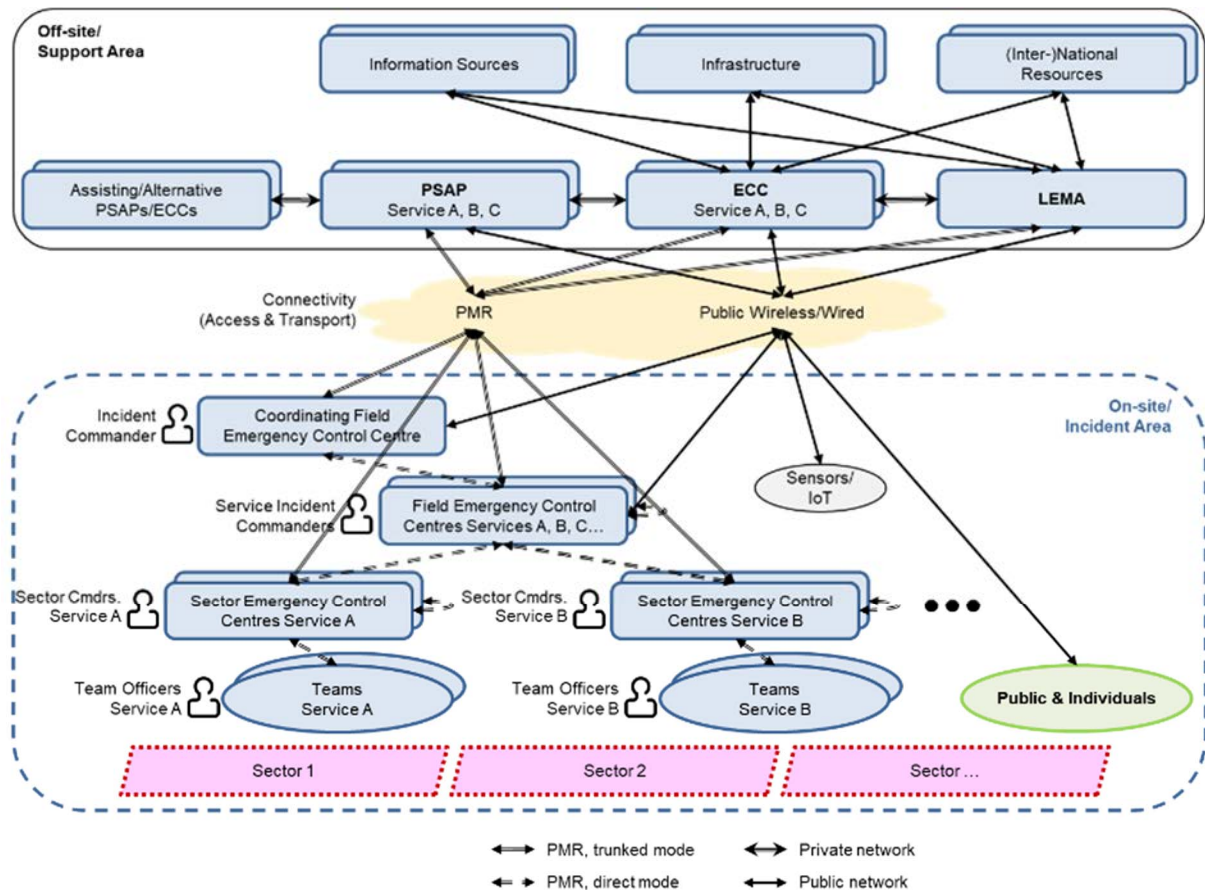 Off-site/
Support Area
Information Sources
Infrastructure
(Inter-)National
Resources
Assisting/Alternative
PSAPs/ECCs
PSAP
Service A, B, C
ECC
Service A, B, C
LEMA
Connectivity
(Access & Transport)
PMR
Public Wireless/Wired
On-site/
Incident Area
Incident
Commander
Coordinating Field
Emergency Control Centre
Sensors/
IoT
Service Incident
Commanders
Field Emergency Control
Centres Services A, B, C…
Sector Cmdrs.
Service A
Sector Emergency Control
Centres Service A
Sector Cmdrs.
Service B
Sector Emergency Control
Centres Service B
Team Officers
Service A
Teams
Service A
Team Officers
Service B
Teams
Service B
Public & Individuals
Sector 1
Sector 2
Sector …
PMR, trunked mode
Private network
PMR, direct mode
Public network